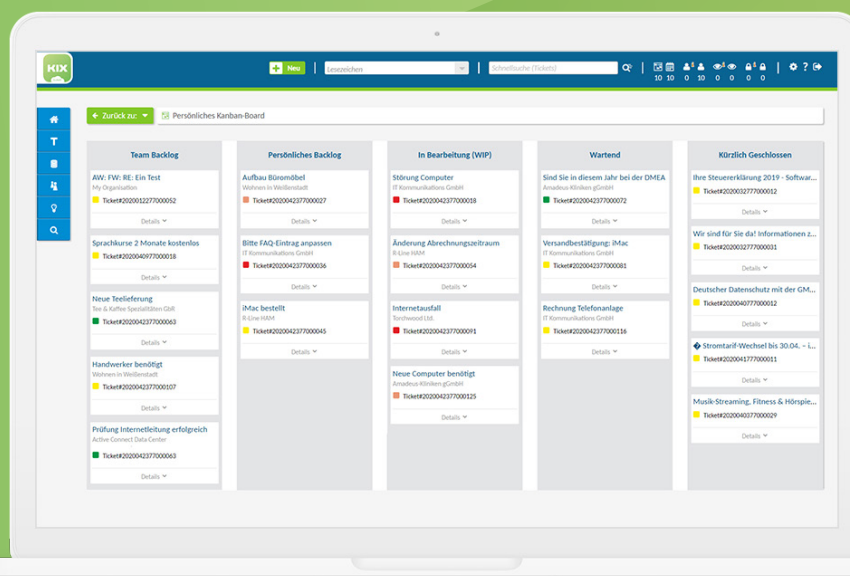 KIX
Neu
Lesezeichen
Schnellsuche (Tickets)
10 10 0 10 0 0 0 0
Zurück zu:
Persönliches Kanban-Board
Team Backlog
AW: FW: RE: Ein Test
My Organisation
Ticket#2020012277000052
Details
Sprachkurse 2 Monate kostenlos
Ticket#2020040977000018
Details
Neue Teelieferung
Tee & Kaffee Spezialitäten GbR
Ticket#2020042377000063
Details
Handwerker benötigt
Wohnen in Weißenstadt
Ticket#2020042377000107
Details
Prüfung Internetleitung erfolgreich
Active Connect Data Center
Ticket#2020042377000063
Details
Persönliches Backlog
Aufbau Büromöbel
Wohnen in Weißenstadt
Ticket#2020042377000027
Details
Bitte FAQ-Eintrag anpassen
IT Kommunikations GmbH
Ticket#2020042377000036
Details
iMac bestellt
R-Line HAM
Ticket#2020042377000045
Details
In Bearbeitung (WIP)
Störung Computer
IT Kommunikations GmbH
Ticket#2020042377000018
Details
Änderung Abrechnungszeitraum
R-Line HAM
Ticket#2020042377000054
Details
Internetausfall
Torchwood Ltd.
Ticket#2020042377000091
Details
Neue Computer benötigt
Amadeus-Kliniken gGmbH
Ticket#2020042377000125
Details
Wartend
Sind Sie in diesem Jahr bei der DMEA
Amadeus-Kliniken gGmbH
Ticket#2020042377000072
Details
Versandbestätigung: iMac
IT Kommunikations GmbH
Ticket#2020042377000081
Details
Rechnung Telefonanlage
IT Kommunikations GmbH
Ticket#2020042377000116
Details
Kürzlich Geschlossen
Ihre Steuererklärung 2019 - Softwar...
Ticket#2020032777000012
Details
Wir sind für Sie da! Informationen z...
Ticket#2020032777000031
Details
Deutscher Datenschutz mit der GM...
Ticket#2020040777000012
Details
� Stromtarif-Wechsel bis 30.04. – i...
Ticket#2020041777000011
Details
Musik-Streaming, Fitness & Hörspie...
Ticket#2020040377000029
Details